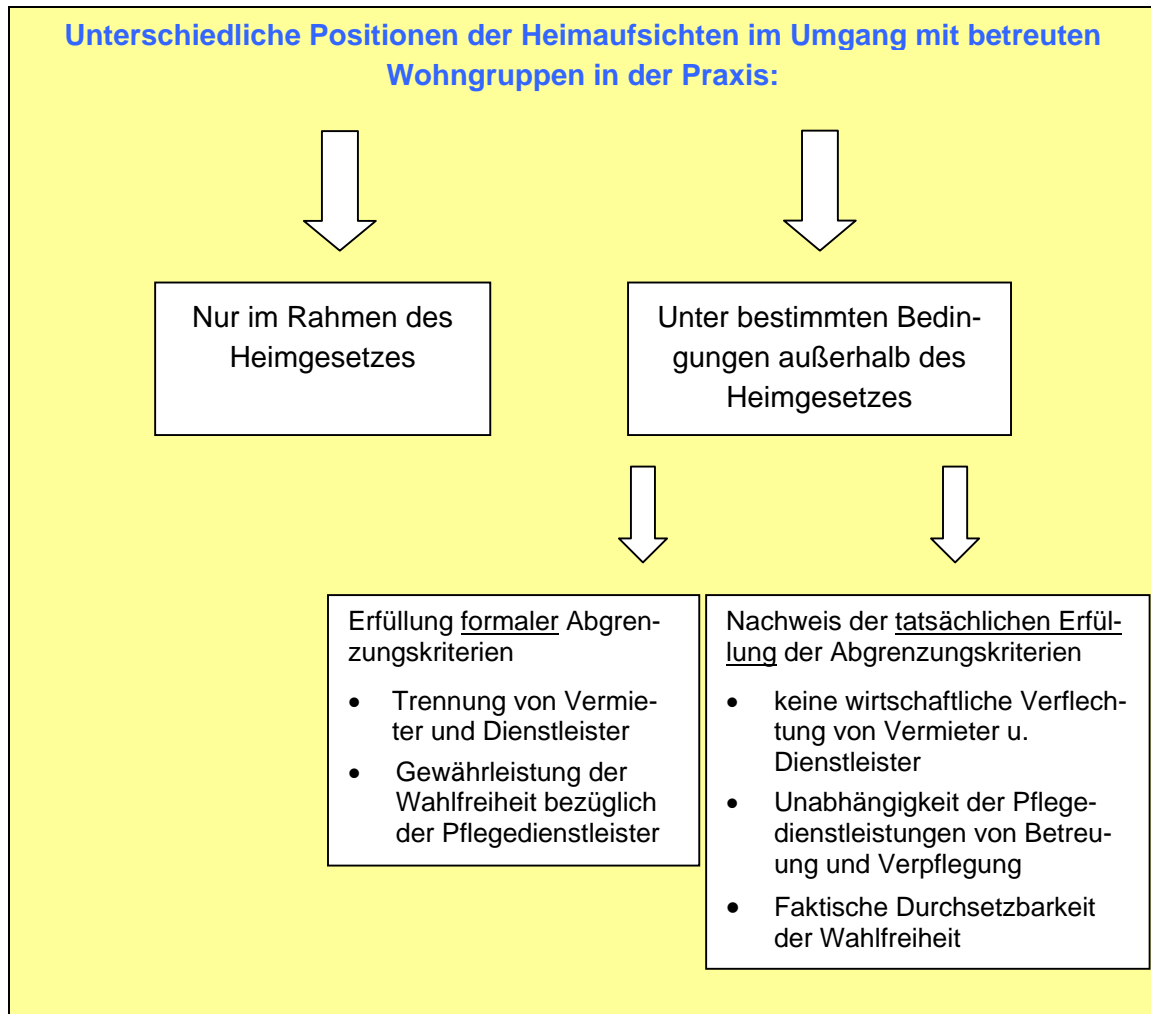 Unterschiedliche Positionen der Heimaufsichten im Umgang mit betreuten
Wohngruppen in der Praxis:
Nur im Rahmen des
Heimgesetzes
Unter bestimmten Bedin-
gungen außerhalb des
Heimgesetzes
Erfüllung formaler Abgren-
zungskriterien
• Trennung von Vermie-
ter und Dienstleister
• Gewährleistung der
Wahlfreiheit bezüglich
der Pflegedienstleister
Nachweis der tatsächlichen Erfül-
lung der Abgrenzungskriterien
• keine wirtschaftliche Verflech-
tung von Vermieter u.
Dienstleister
• Unabhängigkeit der Pflege-
dienstleistungen von Betreu-
ung und Verpflegung
• Faktische Durchsetzbarkeit
der Wahlfreiheit